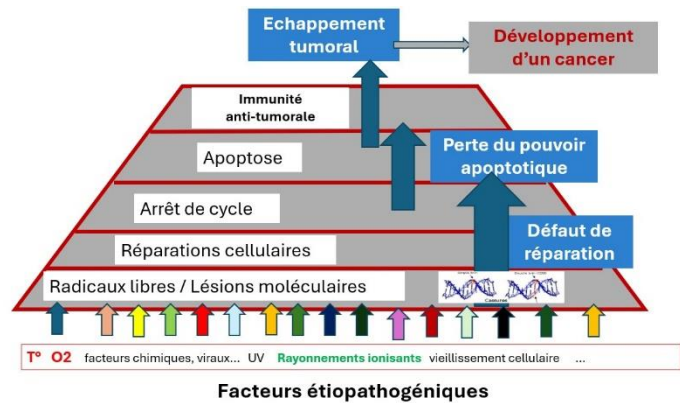 Echappement
tumoral
Développement
d'un cancer
Immunité
anti-tumorale
Apoptose
Perte du pouvoir
apoptotique
Arrêt de cycle
Défaut de
réparation
Réparations cellulaires
Radicaux libres / Lésions moléculaires
T° O2 facteurs chimiques, viraux... UV Rayonnements ionisants vieillissement cellulaire ...
Facteurs étiopathogéniques